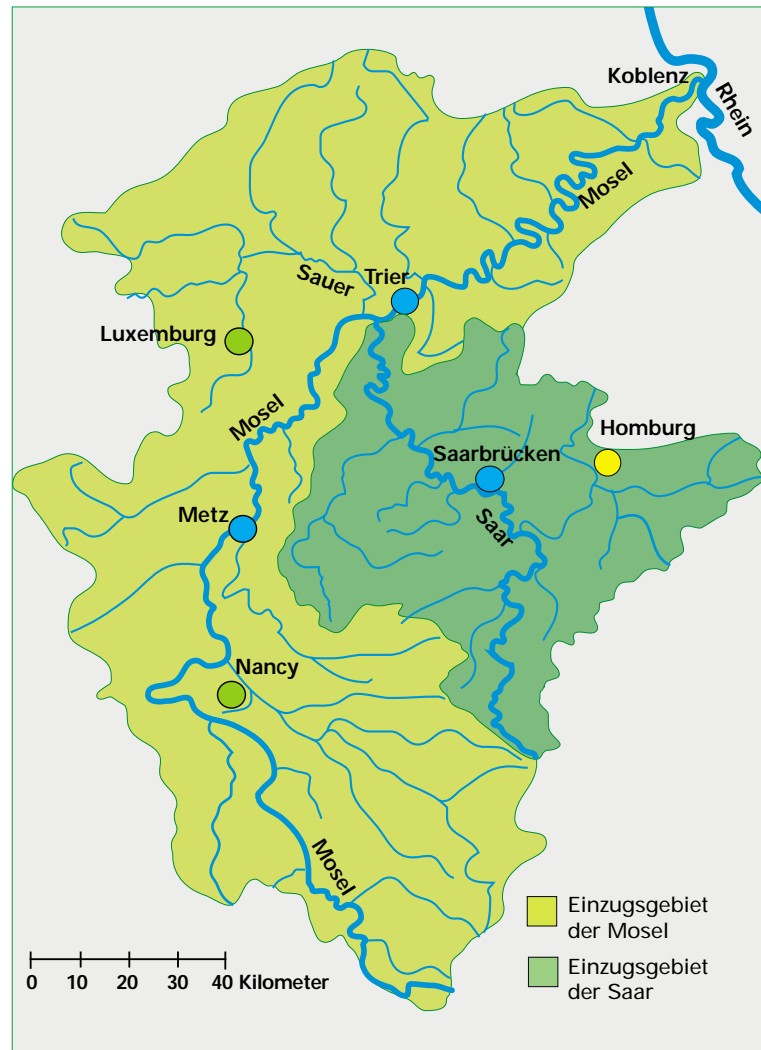 Koblenz
Rhein
Mosel
Sauer
Trier
Luxemburg
Mosel
Homburg
Saarbrücken
Metz
Saar
Nancy
Mosel
Einzugsgebiet
der Mosel
Einzugsgebiet
der Saar
0 10 20 30 40 Kilometer